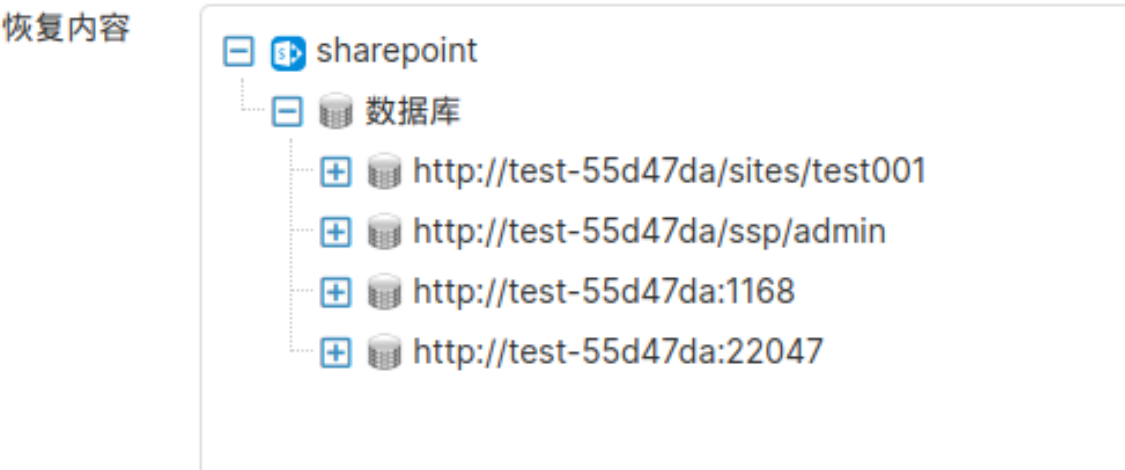 恢复内容
sharepoint
数据库
http://test-55d47da/sites/test001
http://test-55d47da/ssp/admin
http://test-55d47da:1168
http://test-55d47da:22047